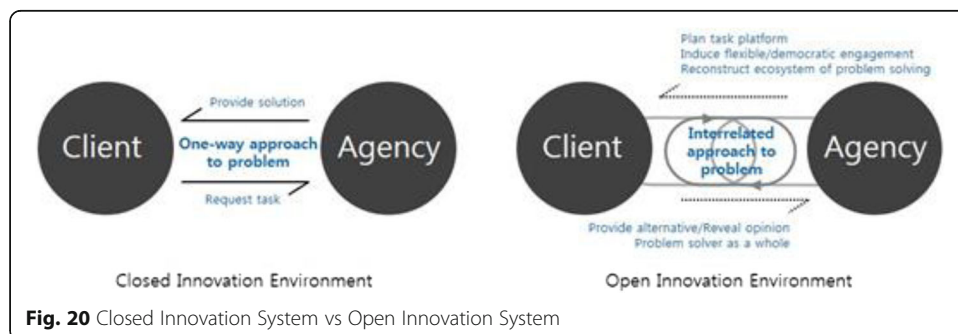 Provide solution
Client
One-way approach
to problem
Agency
Request task
Closed Innovation Environment
Plan task platform
Induce flexible/democratic engagement
Reconstruct ecosystem of problem solving
Client
Interrelated
approach to
problem
Agency
Provide alternative/Reveal opinion
Problem solver as a whole
Open Innovation Environment
Fig. 20 Closed Innovation System vs Open Innovation System